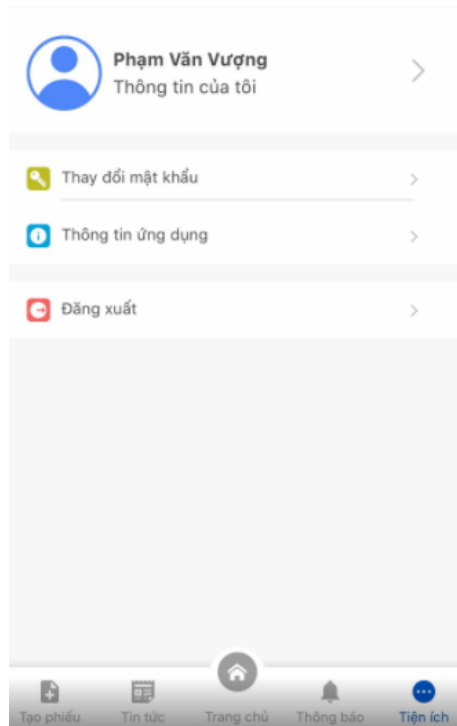 Phạm Văn Vượng
Thông tin của tôi
Thay đổi mật khẩu
Thông tin ứng dụng
Đăng xuất
Tạo phiếu
Tin tức
Trang chủ
Thông báo
Tiện ích